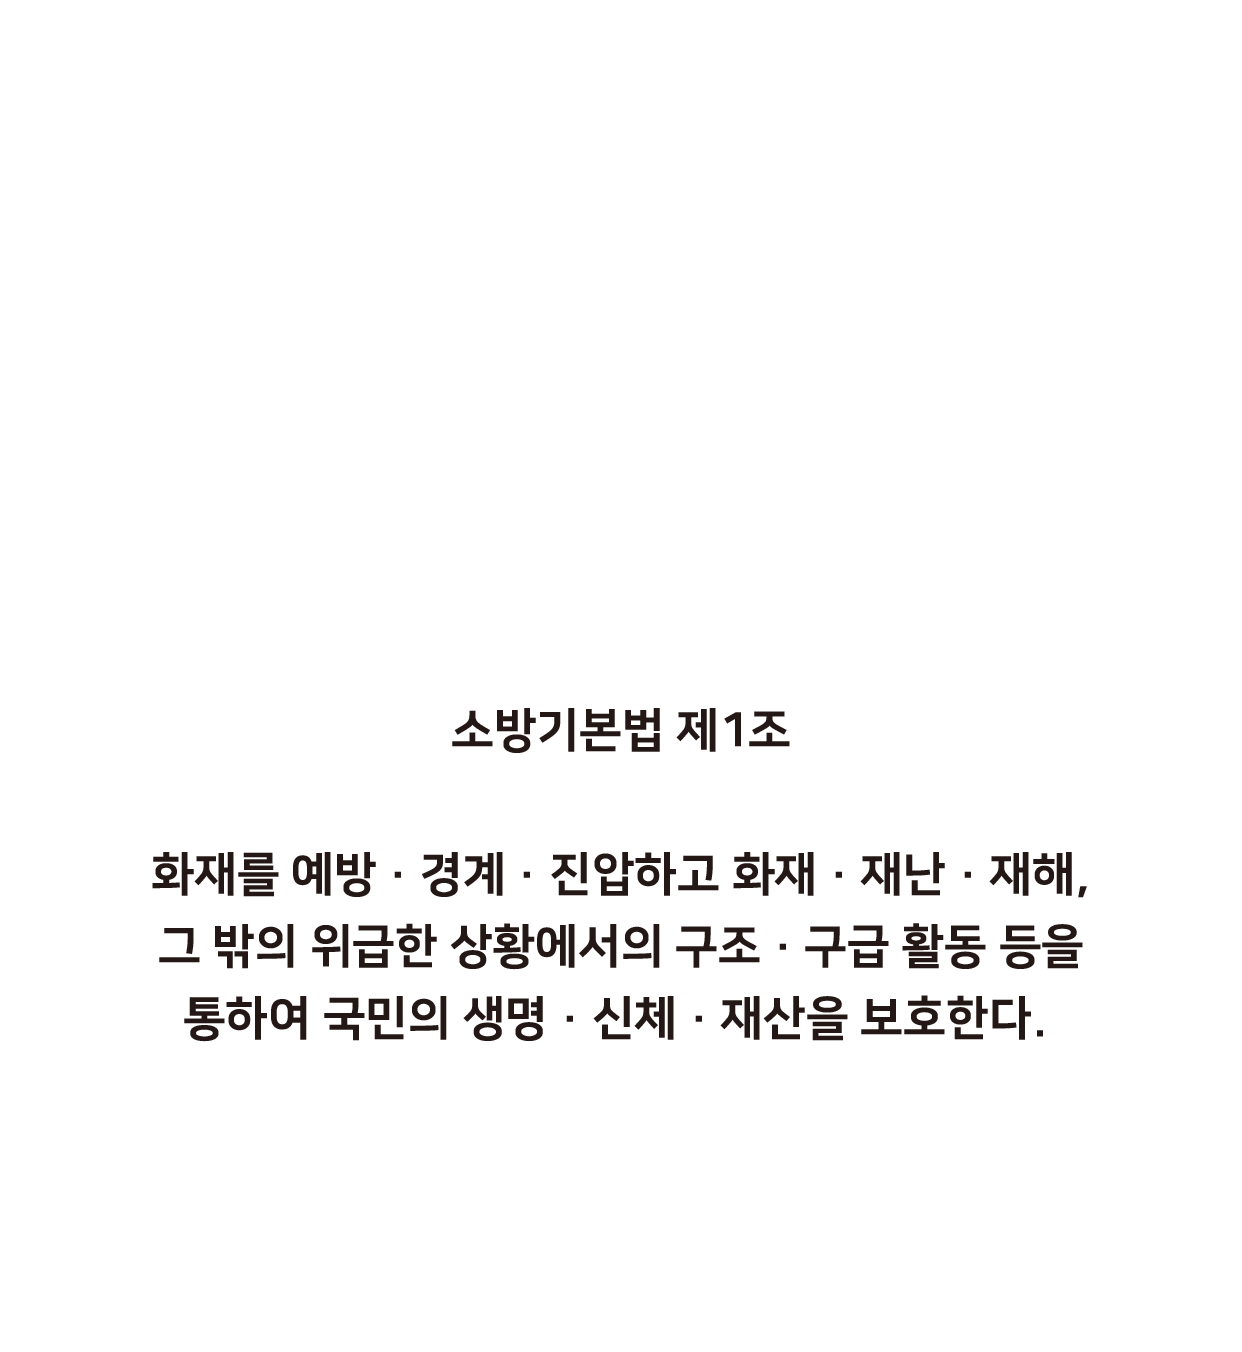 소방기본법 제1조
화재를 예방 · 경계 · 진압하고 화재 · 재난 · 재해,
그 밖의 위급한 상황에서의 구조 · 구급 활동 등을
통하여 국민의 생명 · 신체 · 재산을 보호한다.